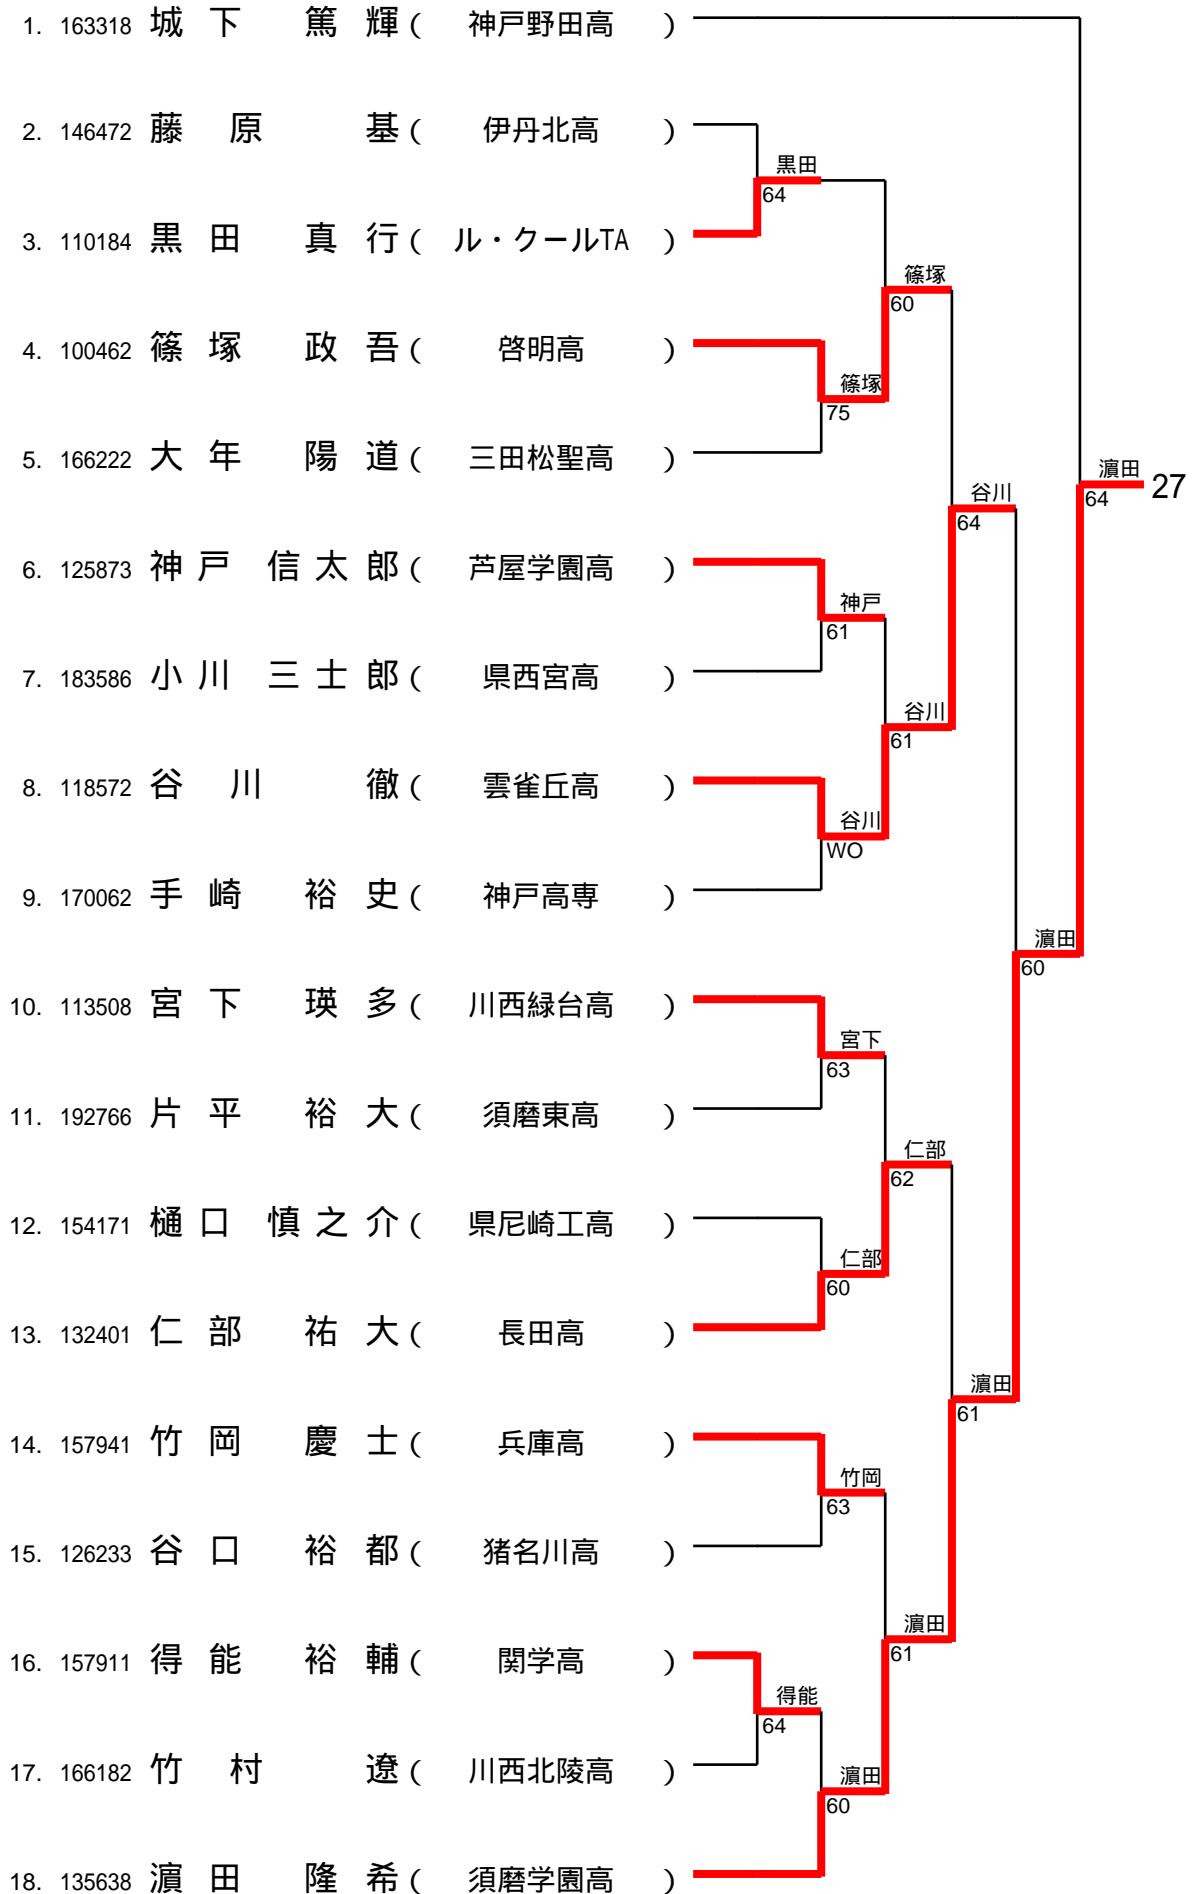 1. 163318 城下 篤輝 ( 神戸野田高 )
2. 146472 藤原 基 ( 伊丹北高 )
黒田
64
3. 110184 黒田 真行 ( ル・クールTA )
篠塚
60
4. 100462 篠塚 政吾 ( 啓明高 )
篠塚
75
5. 166222 大年 陽道 ( 三田松聖高 )
濵田
64
27
谷川
64
6. 125873 神戸 信太郎 ( 芦屋学園高 )
神戸
61
7. 183586 小川 三士郎 ( 県西宮高 )
谷川
61
8. 118572 谷川 徹 ( 雲雀丘高 )
谷川
WO
9. 170062 手崎 裕史 ( 神戸高専 )
濵田
60
10. 113508 宮下 瑛多 ( 川西緑台高 )
宮下
63
11. 192766 片平 裕大 ( 須磨東高 )
仁部
62
12. 154171 樋口 慎之介 ( 県尼崎工高 )
仁部
60
13. 132401 仁部 祐大 ( 長田高 )
濵田
61
14. 157941 竹岡 慶士 ( 兵庫高 )
竹岡
63
15. 126233 谷口 裕都 ( 猪名川高 )
濵田
61
16. 157911 得能 裕輔 ( 関学高 )
得能
64
17. 166182 竹村 遼 ( 川西北陵高 )
濵田
60
18. 135638 濵田 隆希 ( 須磨学園高 )